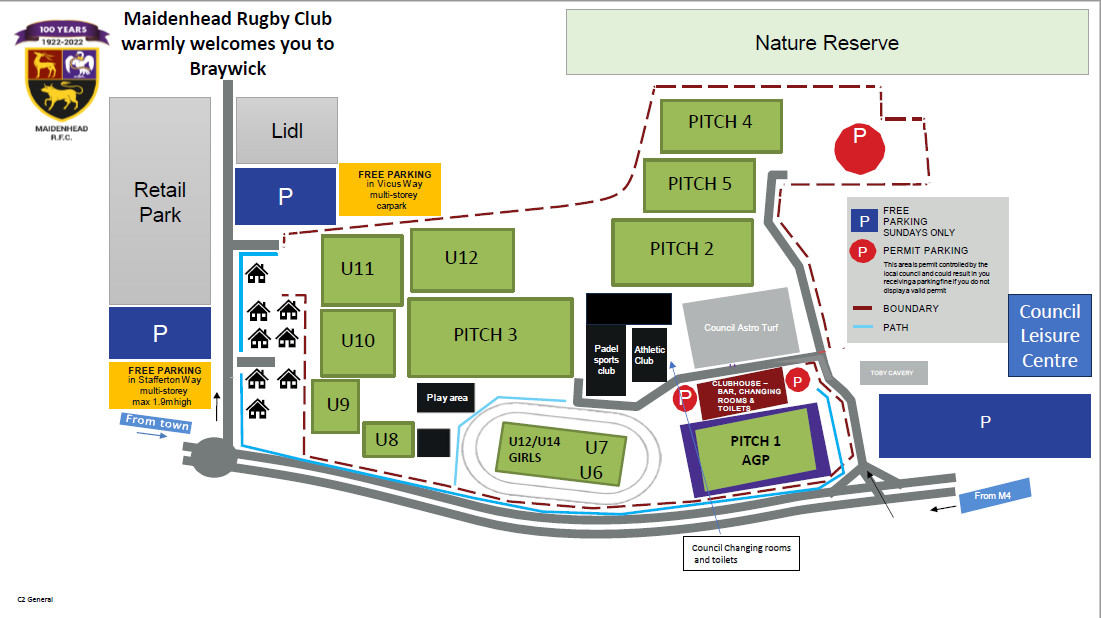 100 YEARS
1922-2022
MAIDENHEAD
R.F.C.
Maidenhead Rugby Club
warmly welcomes you to
Braywick
Nature Reserve
Retail
Park
Lidl
P
FREE PARKING
in Vicus Way
multi-storey
carpark
PITCH 4
P
PITCH 5
PITCH 2
U11
U12
U10
PITCH 3
P
FREE
PARKING
SUNDAYS ONLY
P
PERMIT PARKING
This area is permit controlled by the
local council and could result in you
receiving a parking fine if you do not
display a valid permit
BOUNDARY
PATH
Council
Leisure
Centre
P
FREE PARKING
in Stafferton Way
multi-storey
max 1.9m high
From town
Council Astro Turf
Padel
sports
club
Athletic
Club
TOBY CAVERY
Play area
U9
U8
P
CLUBHOUSE –
BAR, CHANGING
ROOMS &
TOILETS
P
P
U12/U14
GIRLS
U7
U6
PITCH 1
AGP
From M4
Council Changing rooms
and toilets
C2 General